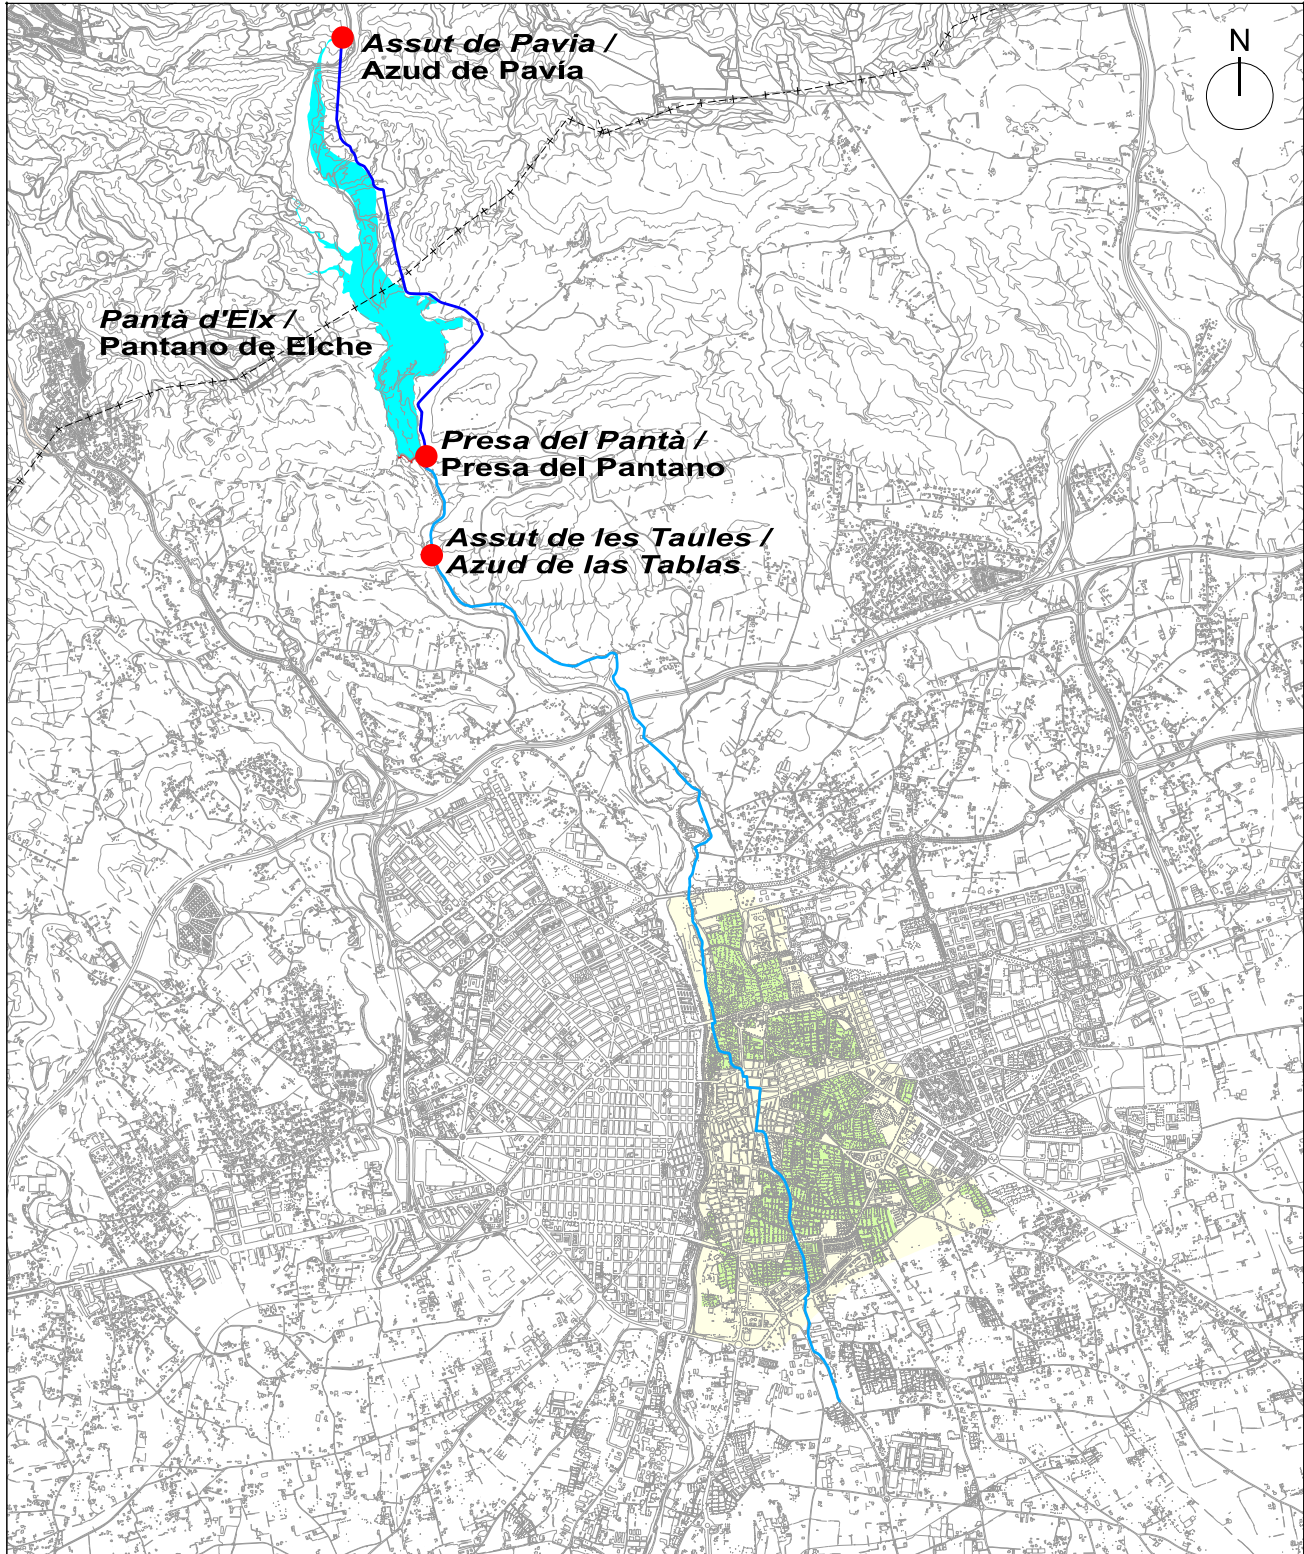 N
Assut de Pavia /
Azud de Pavía
Pantà d'Elx /
Pantano de Elche
Presa del Pantà /
Presa del Pantano
Assut de les Taules /
Azud de las Tablas